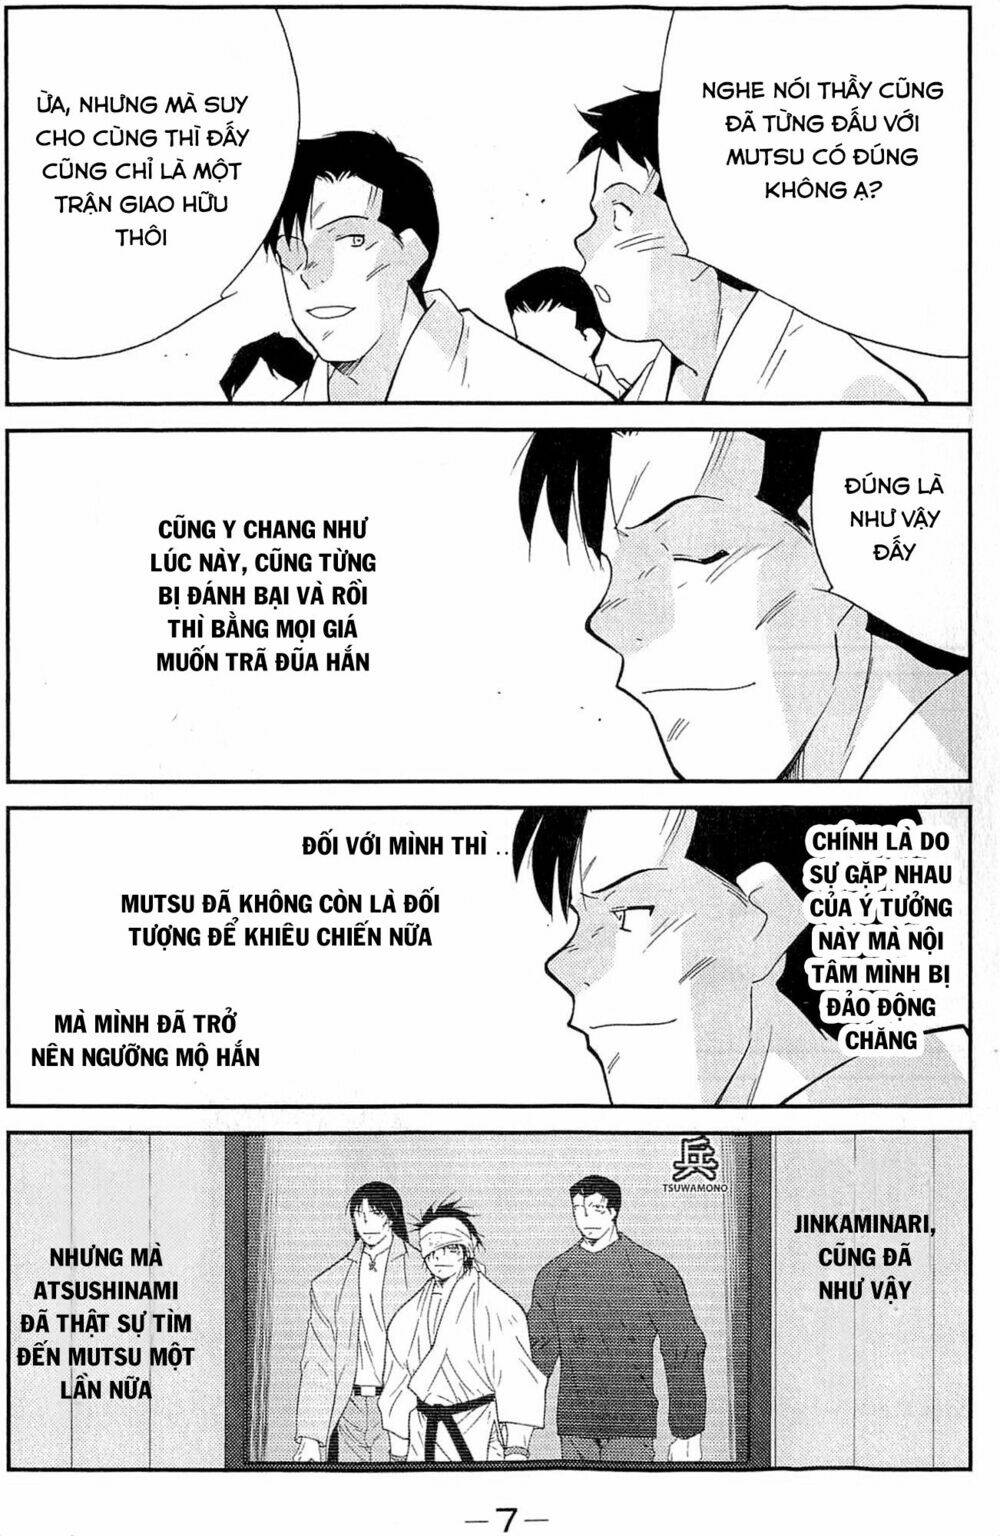 NGHE NÓI THẦY CŨNG
ĐÃ TỪNG ĐẤU VỚI
MUTSU CÓ ĐÚNG
KHÔNG Ạ?
ỪA, NHƯNG MÀ SUY
CHO CÙNG THÌ ĐẤY
CŨNG CHỈ LÀ MỘT
TRẬN GIAO HỮU
THÔI
ĐÚNG LÀ
NHƯ VẬY
ĐẤY
CŨNG Y CHANG NHƯ
LÚC NÀY, CŨNG TỪNG
BỊ ĐÁNH BẠI VÀ RỒI
THÌ BẰNG MỌI GIÁ
MUỐN TRÃ ĐŨA HẮN
CHÍNH LÀ DO
SỰ GẶP NHAU
CỦA Ý TƯỞNG
NÀY MÀ NỘI
TÂM MÌNH BỊ
ĐẢO ĐỘNG
CHĂNG
ĐỐI VỚI MÌNH THÌ ..
MUTSU ĐÃ KHÔNG CÒN LÀ ĐỐI
TƯỢNG ĐỂ KHIÊU CHIẾN NỮA
MÀ MÌNH ĐÃ TRỞ
NÊN NGƯỠNG MỘ HẮN
兵
TSUWAMONO
JINKAMINARI,
CŨNG ĐÃ
NHƯ VẬY
NHƯNG MÀ
ATSUSHINAMI
ĐÃ THẬT SỰ TÌM
ĐẾN MUTSU MỘT
LẦN NỮA
—7—